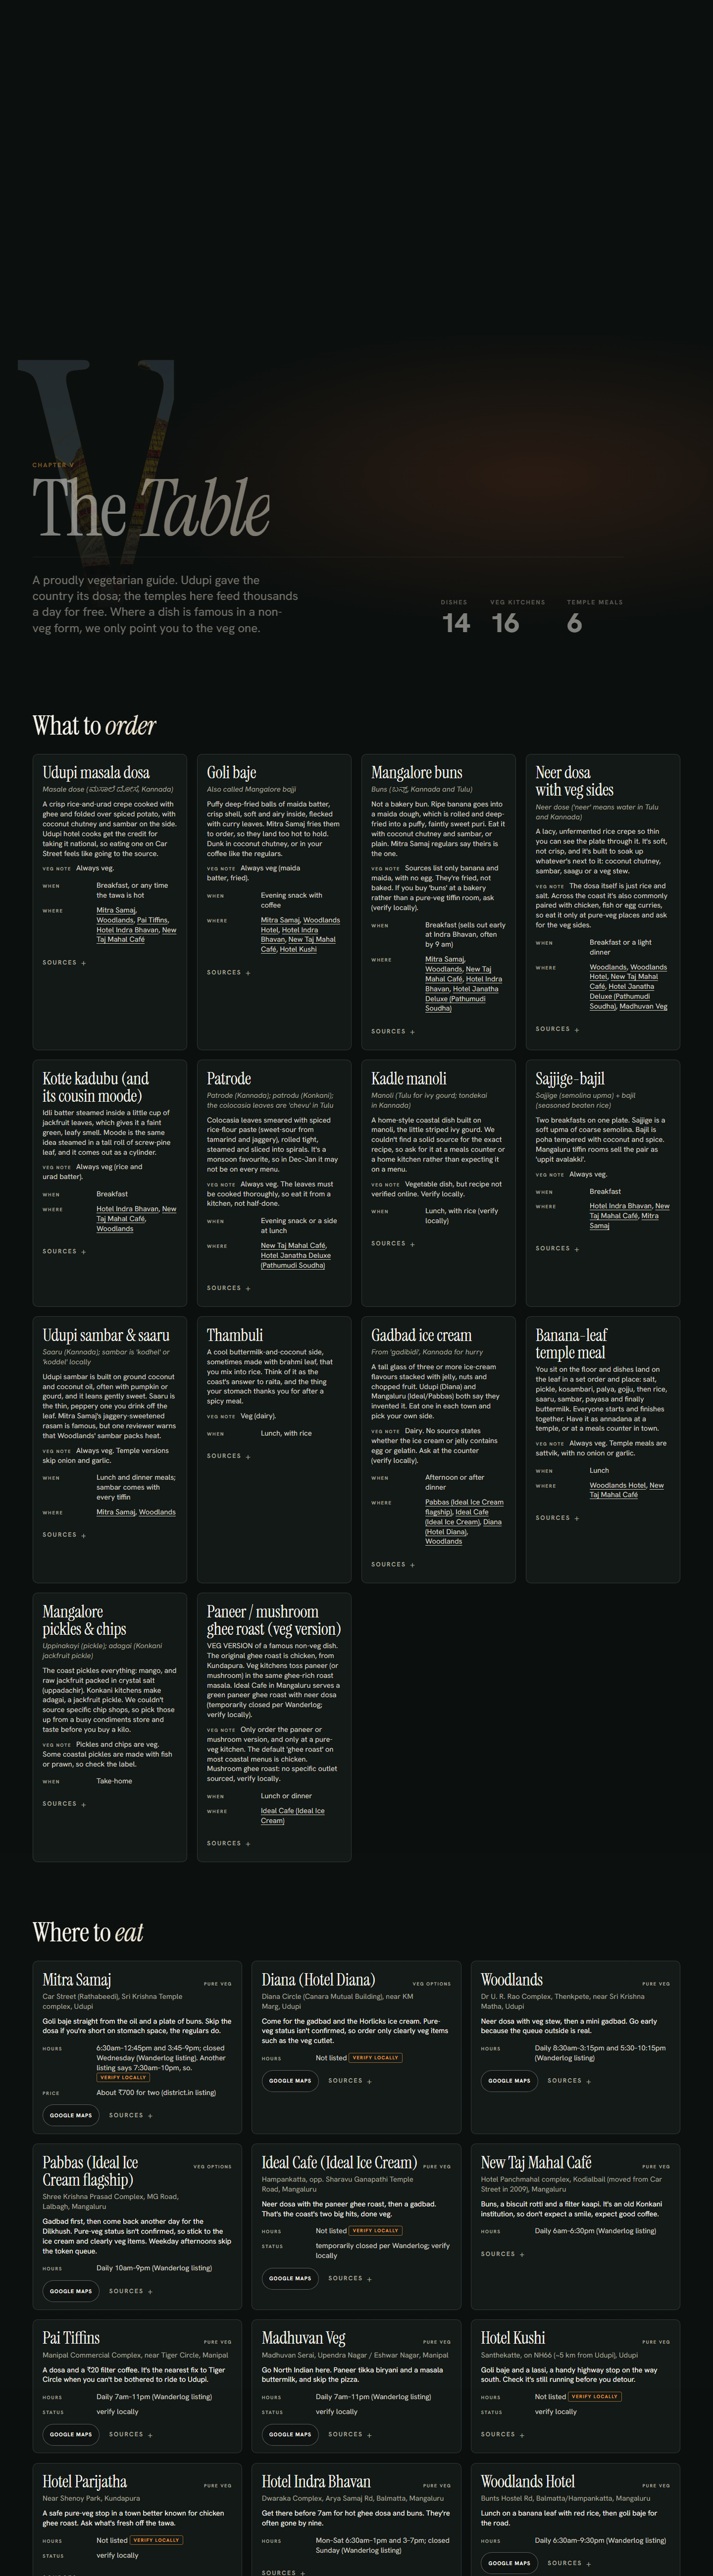 V
CHAPTER V
The Table
A proudly vegetarian guide. Udupi gave the
country its dosa; the temples here feed thousands
a day for free. Where a dish is famous in a non-
veg form, we only point you to the veg one.
DISHES
14
VEG KITCHENS
16
TEMPLE MEALS
6
What to order
Udupi masala dosa
Masale dose (ಮಸಾಲೆ ದೋಸೆ, Kannada)
A crisp rice-and-urad crepe cooked with
ghee and folded over spiced potato, with
coconut chutney and sambar on the side.
Udupi hotel cooks get the credit for
taking it national, so eating one on Car
Street feels like going to the source.
VEG NOTE Always veg.
WHEN
Breakfast, or any time
the tawa is hot
WHERE
Mitra Samaj,
Woodlands, Pai Tiffins,
Hotel Indra Bhavan, New
Taj Mahal Café
SOURCES +
Goli baje
Also called Mangalore bajji
Puffy deep-fried balls of maida batter,
crisp shell, soft and airy inside, flecked
with curry leaves. Mitra Samaj fries them
to order, so they land too hot to hold.
Dunk in coconut chutney, or in your
coffee like the regulars.
VEG NOTE Always veg (maida
batter, fried).
WHEN
Evening snack with
coffee
WHERE
Mitra Samaj, Woodlands
Hotel, Hotel Indra
Bhavan, New Taj Mahal
Café, Hotel Kushi
SOURCES +
Mangalore buns
Buns (ಬನ್ಸ್, Kannada and Tulu)
Not a bakery bun. Ripe banana goes into
a maida dough, which is rolled and deep-
fried into a puffy, faintly sweet puri. Eat it
with coconut chutney and sambar, or
plain. Mitra Samaj regulars say theirs is
the one.
VEG NOTE Sources list only banana and
maida, with no egg. They're fried, not
baked. If you buy 'buns' at a bakery
rather than a pure-veg tiffin room, ask
(verify locally).
WHEN
Breakfast (sells out early
at Indra Bhavan, often
by 9 am)
WHERE
Mitra Samaj,
Woodlands, New Taj
Mahal Café, Hotel Indra
Bhavan, Hotel Janatha
Deluxe (Pathumudi
Soudha)
SOURCES +
Neer dosa
with veg sides
Neer dose ('neer' means water in Tulu
and Kannada)
A lacy, unfermented rice crepe so thin
you can see the plate through it. It's soft,
not crisp, and it's built to soak up
whatever's next to it: coconut chutney,
sambar, saagu or a veg stew.
VEG NOTE The dosa itself is just rice and
salt. Across the coast it's also commonly
paired with chicken, fish or egg curries,
so eat it only at pure-veg places and ask
for the veg sides.
WHEN
Breakfast or a light
dinner
WHERE
Woodlands, Woodlands
Hotel, New Taj Mahal
Café, Hotel Janatha
Deluxe (Pathumudi
Soudha), Madhuvan Veg
SOURCES +
Kotte kadubu (and
its cousin moode)
Idli batter steamed inside a little cup of
jackfruit leaves, which gives it a faint
green, leafy smell. Moode is the same
idea steamed in a tall roll of screw-pine
leaf, and it comes out as a cylinder.
VEG NOTE Always veg (rice and
urad batter).
WHEN
Breakfast
WHERE
Hotel Indra Bhavan, New
Taj Mahal Café,
Woodlands
SOURCES +
Patrode
Patrode (Kannada); patrodu (Konkani);
the colocasia leaves are 'chevu' in Tulu
Colocasia leaves smeared with spiced
rice-flour paste (sweet-sour from
tamarind and jaggery), rolled tight,
steamed and sliced into spirals. It's a
monsoon favourite, so in Dec-Jan it may
not be on every menu.
VEG NOTE Always veg. The leaves must
be cooked thoroughly, so eat it from a
kitchen, not half-done.
WHEN
Evening snack or a side
at lunch
WHERE
New Taj Mahal Café,
Hotel Janatha Deluxe
(Pathumudi Soudha)
SOURCES +
Kadle manoli
Manoli (Tulu for ivy gourd; tondekai
in Kannada)
A home-style coastal dish built on
manoli, the little striped ivy gourd. We
couldn't find a solid source for the exact
recipe, so ask for it at a meals counter or
a home kitchen rather than expecting it
on a menu.
VEG NOTE Vegetable dish, but recipe not
verified online. Verify locally.
WHEN
Lunch, with rice (verify
locally)
SOURCES +
Sajjige-bajil
Sajjige (semolina upma) + bajil
(seasoned beaten rice)
Two breakfasts on one plate. Sajjige is a
soft upma of coarse semolina. Bajil is
poha tempered with coconut and spice.
Mangaluru tiffin rooms sell the pair as
'uppit avalakki'.
VEG NOTE Always veg.
WHEN
Breakfast
WHERE
Hotel Indra Bhavan, New
Taj Mahal Café, Mitra
Samaj
SOURCES +
Udupi sambar & saaru
Saaru (Kannada); sambar is 'kodhel' or
'koddel' locally
Udupi sambar is built on ground coconut
and coconut oil, often with pumpkin or
gourd, and it leans gently sweet. Saaru is
the thin, peppery one you drink off the
leaf. Mitra Samaj's jaggery-sweetened
rasam is famous, but one reviewer warns
that Woodlands' sambar packs heat.
VEG NOTE Always veg. Temple versions
skip onion and garlic.
WHEN
Lunch and dinner meals;
sambar comes with
every tiffin
WHERE
Mitra Samaj, Woodlands
SOURCES +
Thambuli
A cool buttermilk-and-coconut side,
sometimes made with brahmi leaf, that
you mix into rice. Think of it as the
coast's answer to raita, and the thing
your stomach thanks you for after a
spicy meal.
VEG NOTE Veg (dairy).
WHEN
Lunch, with rice
SOURCES +
Gadbad ice cream
From 'gadibidi', Kannada for hurry
A tall glass of three or more ice-cream
flavours stacked with jelly, nuts and
chopped fruit. Udupi (Diana) and
Mangaluru (Ideal/Pabbas) both say they
invented it. Eat one in each town and
pick your own side.
VEG NOTE Dairy. No source states
whether the ice cream or jelly contains
egg or gelatin. Ask at the counter
(verify locally).
WHEN
Afternoon or after
dinner
WHERE
Pabbas (Ideal Ice Cream
flagship), Ideal Cafe
(Ideal Ice Cream), Diana
(Hotel Diana),
Woodlands
SOURCES +
Banana-leaf
temple meal
You sit on the floor and dishes land on
the leaf in a set order and place: salt,
pickle, kosambari, palya, gojju, then rice,
saaru, sambar, payasa and finally
buttermilk. Everyone starts and finishes
together. Have it as annadana at a
temple, or at a meals counter in town.
VEG NOTE Always veg. Temple meals are
sattvik, with no onion or garlic.
WHEN
Lunch
WHERE
Woodlands Hotel, New
Taj Mahal Café
SOURCES +
Mangalore
pickles & chips
Uppinakayi (pickle); adagai (Konkani
jackfruit pickle)
The coast pickles everything: mango, and
raw jackfruit packed in crystal salt
(uppadachir). Konkani kitchens make
adagai, a jackfruit pickle. We couldn't
source specific chip shops, so pick those
up from a busy condiments store and
taste before you buy a kilo.
VEG NOTE Pickles and chips are veg.
Some coastal pickles are made with fish
or prawn, so check the label.
WHEN
Take-home
SOURCES +
Paneer / mushroom
ghee roast (veg version)
VEG VERSION of a famous non-veg dish.
The original ghee roast is chicken, from
Kundapura. Veg kitchens toss paneer (or
mushroom) in the same ghee-rich roast
masala. Ideal Cafe in Mangaluru serves a
green paneer ghee roast with neer dosa
(temporarily closed per Wanderlog;
verify locally).
VEG NOTE Only order the paneer or
mushroom version, and only at a pure-
veg kitchen. The default 'ghee roast' on
most coastal menus is chicken.
Mushroom ghee roast: no specific outlet
sourced, verify locally.
WHEN
Lunch or dinner
WHERE
Ideal Cafe (Ideal Ice
Cream)
SOURCES +
Where to eat
Mitra Samaj
PURE VEG
Car Street (Rathabeedi), Sri Krishna Temple
complex, Udupi
Goli baje straight from the oil and a plate of buns. Skip the
dosa if you're short on stomach space, the regulars do.
HOURS
6:30am–12:45pm and 3:45–9pm; closed
Wednesday (Wanderlog listing). Another
listing says 7:30am–10pm, so.
VERIFY LOCALLY
PRICE
About ₹700 for two (district.in listing)
GOOGLE MAPS
SOURCES +
Diana (Hotel Diana)
VEG OPTIONS
Diana Circle (Canara Mutual Building), near KM
Marg, Udupi
Come for the gadbad and the Horlicks ice cream. Pure-
veg status isn't confirmed, so order only clearly veg items
such as the veg cutlet.
HOURS
Not listed VERIFY LOCALLY
GOOGLE MAPS
SOURCES +
Woodlands
PURE VEG
Dr U. R. Rao Complex, Thenkpete, near Sri Krishna
Matha, Udupi
Neer dosa with veg stew, then a mini gadbad. Go early
because the queue outside is real.
HOURS
Daily 8:30am–3:15pm and 5:30–10:15pm
(Wanderlog listing)
GOOGLE MAPS
SOURCES +
Pabbas (Ideal Ice
Cream flagship)
VEG OPTIONS
Shree Krishna Prasad Complex, MG Road,
Lalbagh, Mangaluru
Gadbad first, then come back another day for the
Dilkhush. Pure-veg status isn't confirmed, so stick to the
ice cream and clearly veg items. Weekday afternoons skip
the token queue.
HOURS
Daily 10am–9pm (Wanderlog listing)
GOOGLE MAPS
SOURCES +
Ideal Cafe (Ideal Ice Cream)
PURE VEG
Hampankatta, opp. Sharavu Ganapathi Temple
Road, Mangaluru
Neer dosa with the paneer ghee roast, then a gadbad.
That's the coast's two big hits, done veg.
HOURS
Not listed VERIFY LOCALLY
STATUS
temporarily closed per Wanderlog; verify
locally
GOOGLE MAPS
SOURCES +
New Taj Mahal Café
PURE VEG
Hotel Panchmahal complex, Kodialbail (moved from Car
Street in 2009), Mangaluru
Buns, a biscuit rotti and a filter kaapi. It's an old Konkani
institution, so don't expect a smile, expect good coffee.
HOURS
Daily 6am–6:30pm (Wanderlog listing)
SOURCES +
Pai Tiffins
PURE VEG
Manipal Commercial Complex, near Tiger Circle, Manipal
A dosa and a ₹20 filter coffee. It's the nearest fix to Tiger
Circle when you can't be bothered to ride to Udupi.
HOURS
Daily 7am–11pm (Wanderlog listing)
STATUS
verify locally
GOOGLE MAPS
SOURCES +
Madhuvan Veg
PURE VEG
Madhuvan Serai, Upendra Nagar / Eshwar Nagar, Manipal
Go North Indian here. Paneer tikka biryani and a masala
buttermilk, and skip the pizza.
HOURS
Daily 7am–11pm (Wanderlog listing)
STATUS
verify locally
GOOGLE MAPS
SOURCES +
Hotel Kushi
PURE VEG
Santhekatte, on NH66 (~5 km from Udupi), Udupi
Goli baje and a lassi, a handy highway stop on the way
south. Check it's still running before you detour.
HOURS
Not listed VERIFY LOCALLY
STATUS
verify locally
SOURCES +
Hotel Parijatha
PURE VEG
Near Shenoy Park, Kundapura
A safe pure-veg stop in a town better known for chicken
ghee roast. Ask what's fresh off the tawa.
HOURS
Not listed VERIFY LOCALLY
STATUS
verify locally
Hotel Indra Bhavan
PURE VEG
Dwaraka Complex, Arya Samaj Rd, Balmatta, Mangaluru
Get there before 7am for hot ghee dosa and buns. They're
often gone by nine.
HOURS
Mon-Sat 6:30am–1pm and 3–7pm; closed
Sunday (Wanderlog listing)
SOURCES +
Woodlands Hotel
PURE VEG
Bunts Hostel Rd, Balmatta/Hampankatta, Mangaluru
Lunch on a banana leaf with red rice, then goli baje for
the road.
HOURS
Daily 6:30am–9:30pm (Wanderlog listing)
GOOGLE MAPS
SOURCES +